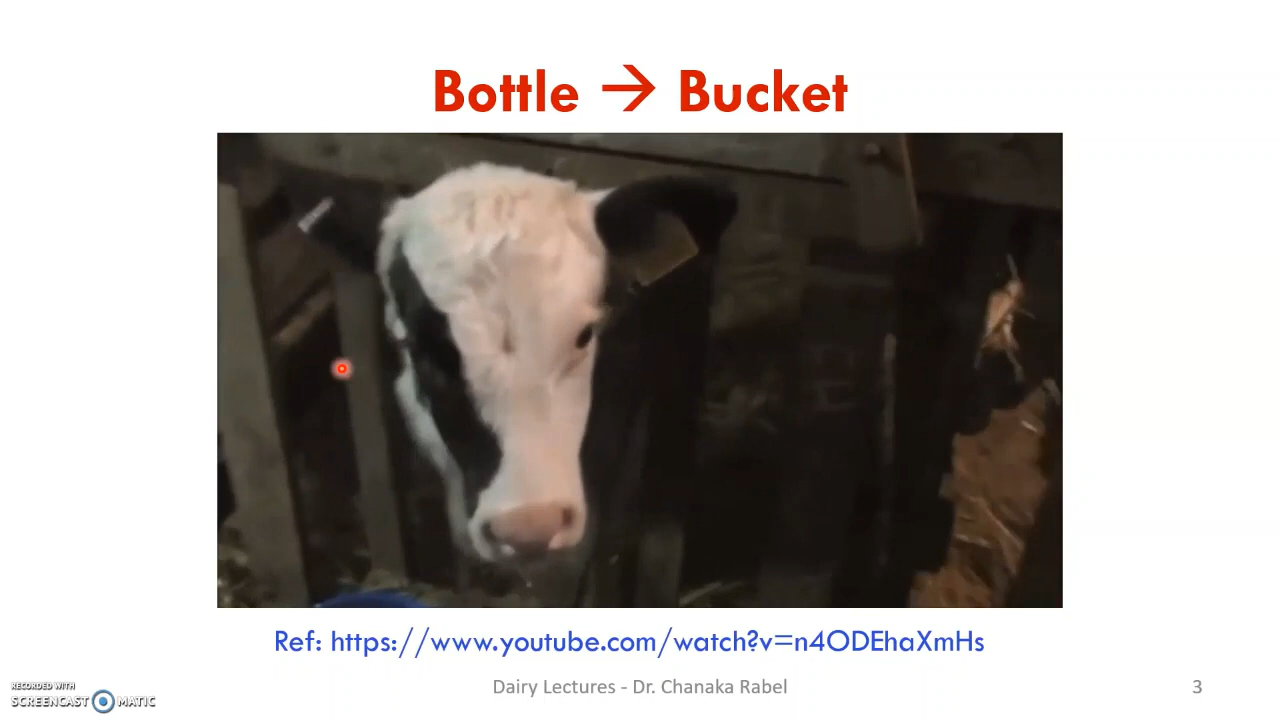 Bottle → Bucket
Ref: https://www.youtube.com/watch?v=n4ODEhaXmHs
Dairy Lectures - Dr. Chanaka Rabel
3
RECORDED WITH
SCREENCAST MATIC